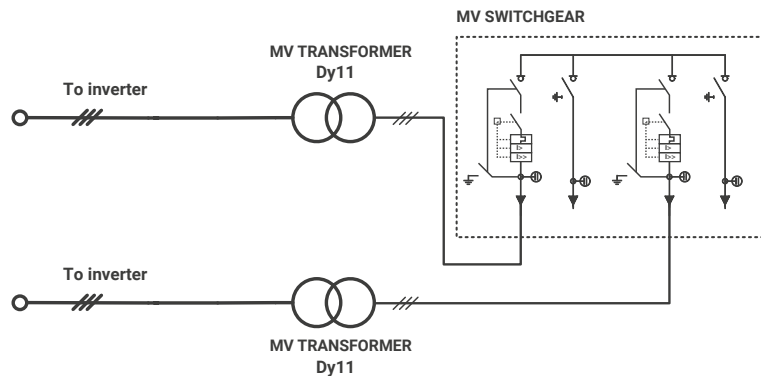 MV SWITCHGEAR
MV TRANSFORMER
Dy11
To inverter
I>
I>>
I>
I>>
To inverter
MV TRANSFORMER
Dy11